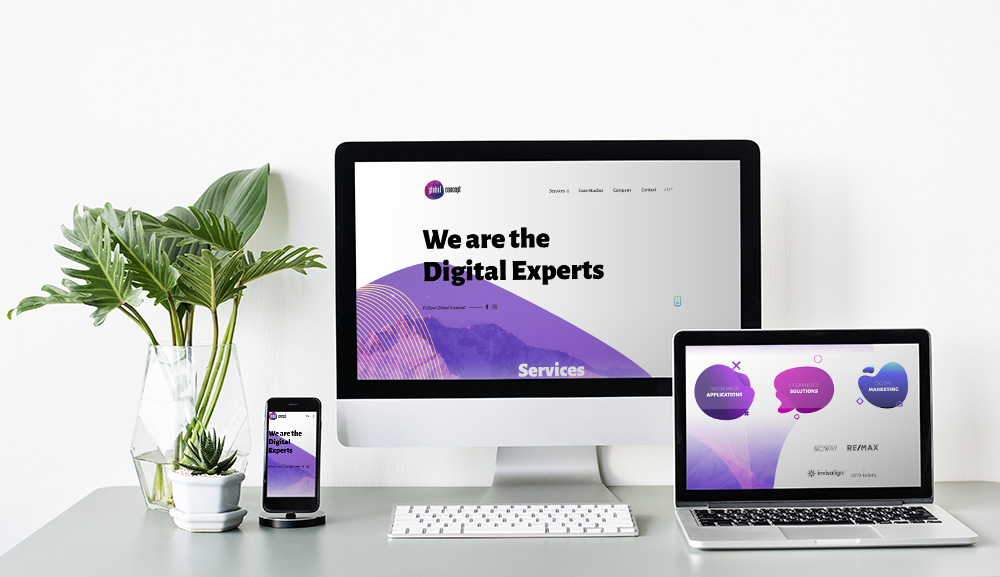 global concept
Services
Case Studies
Company
Contact
EN
We are the
Digital Experts
Follow Global Concept
Services
global concept
We are the
Digital
Experts
APPLICATIONS
E-COMMERCE
SOLUTIONS
DIGITAL
MARKETING
RE/MAX
invisalign